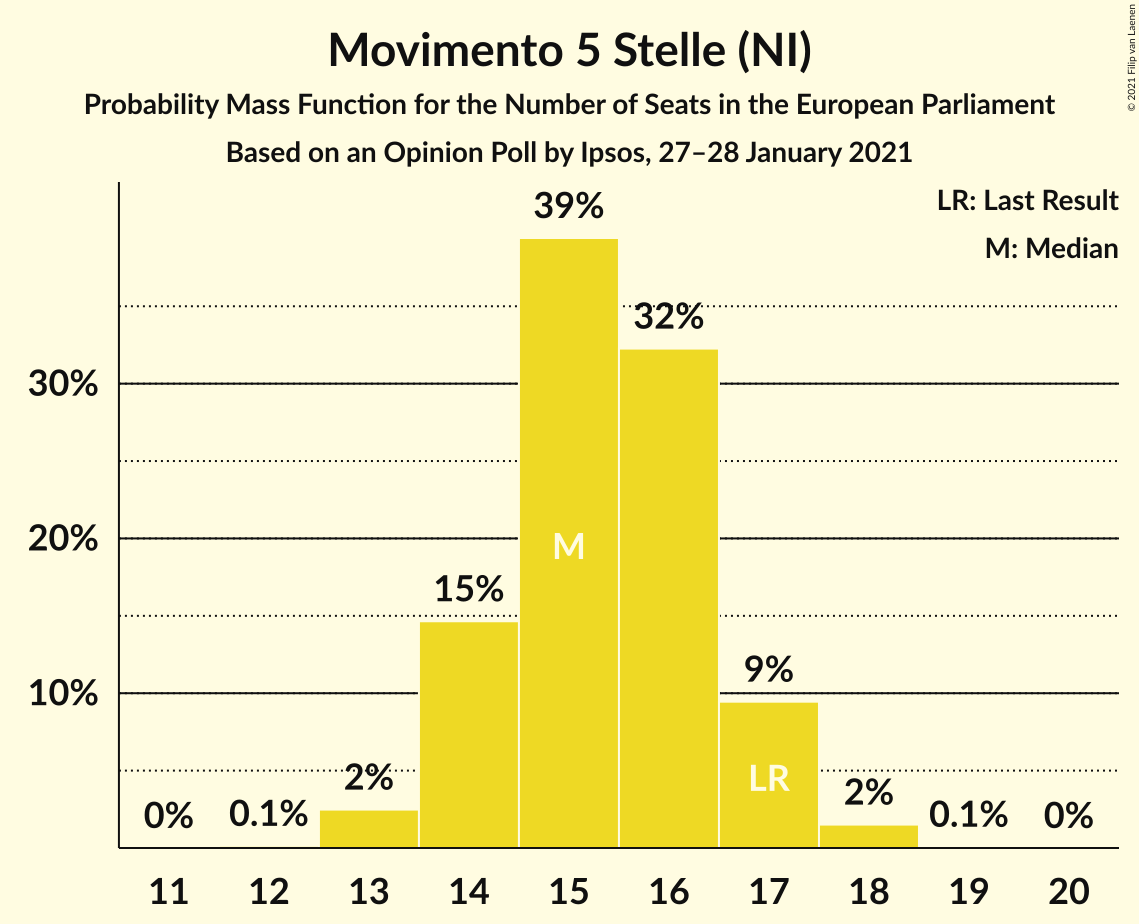 Movimento 5 Stelle (NI)
Probability Mass Function for the Number of Seats in the European Parliament
Based on an Opinion Poll by Ipsos, 27–28 January 2021
© 2021 Filip van Laenen
LR: Last Result
M: Median
39%
32%
30%
20%
M
15%
10%
9%
LR
2%
2%
0%
0.1%
0.1%
0%
11 12 13 14 15 16 17 18 19 20